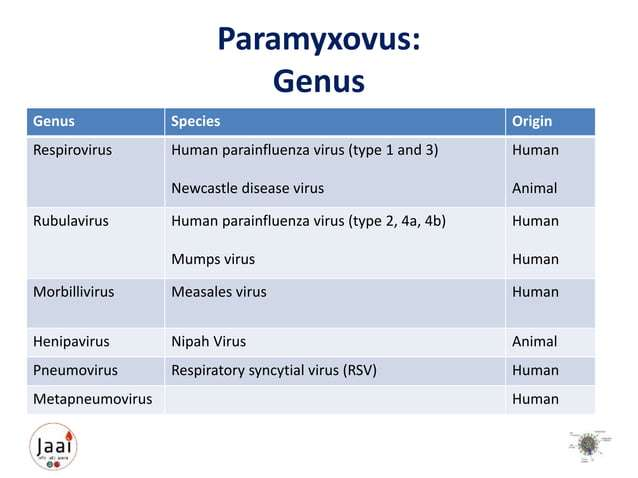 Paramyxovus:
Genus
Genus Species Origin
Respirovirus Human parainfluenza virus (type 1 and 3) Human
Newcastle disease virus Animal
Rubulavirus Human parainfluenza virus (type 2, 4a, 4b) Human
Mumps virus Human
Morbillivirus Measales virus Human
Henipavirus Nipah Virus Animal
Pneumovirus Respiratory syncytial virus (RSV) Human
Metapneumovirus Human
Jaai